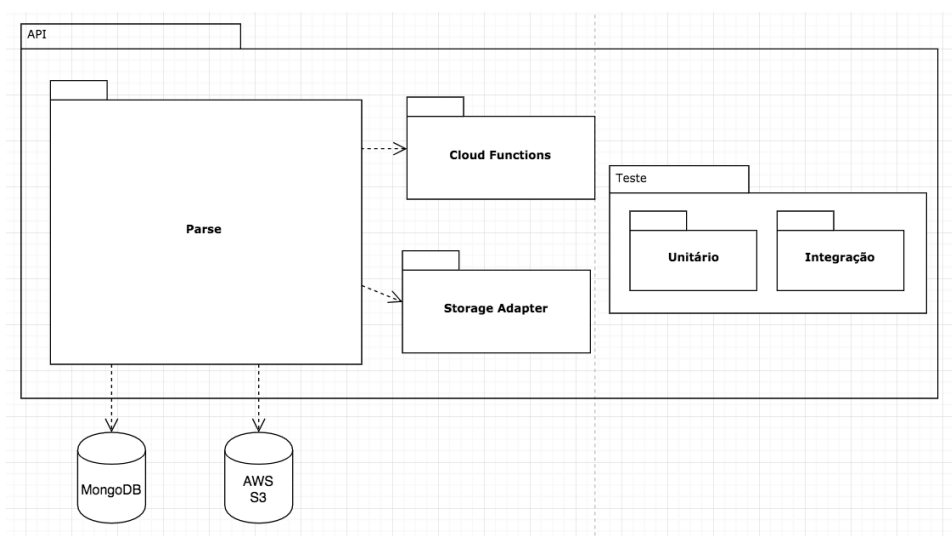 API
Parse
Cloud Functions
Storage Adapter
Teste
Unitário
Integração
MongoDB
AWS
S3